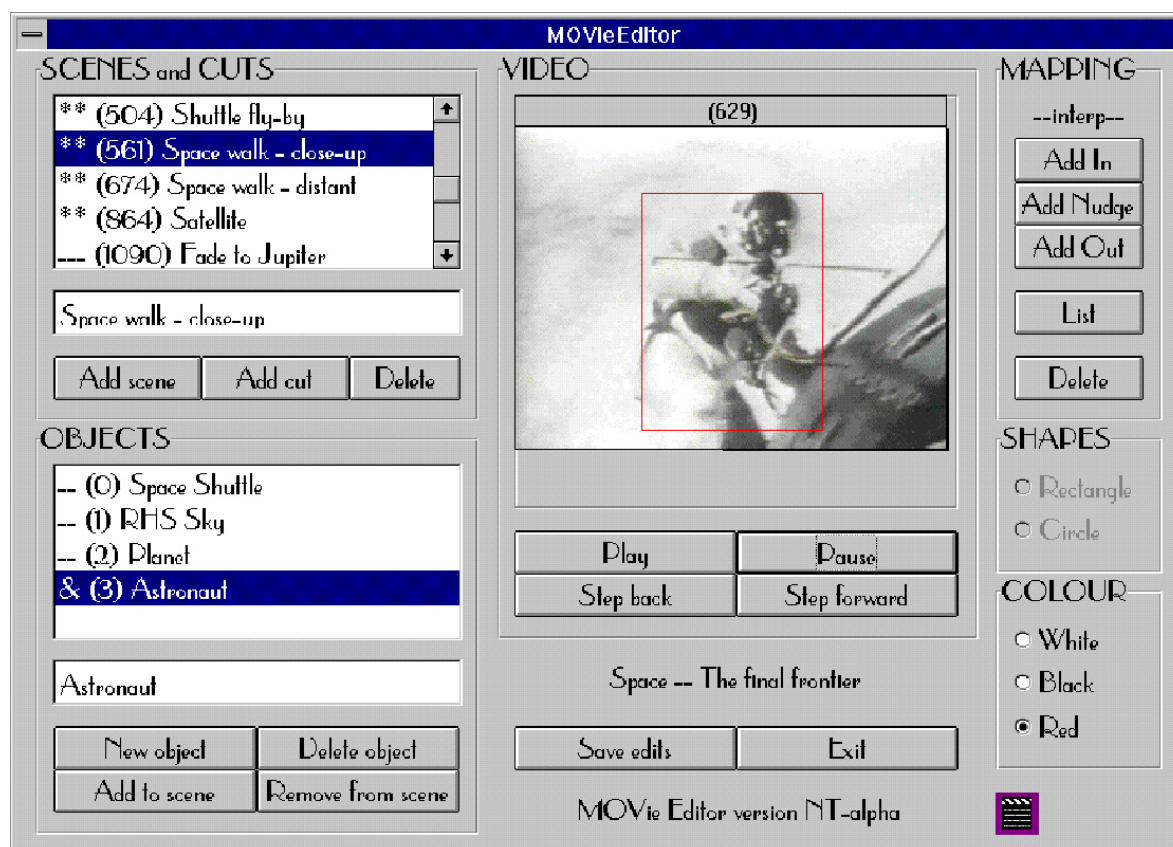 MOVieEditor
SCENES and CUTS
** (504) Shuttle fly-by
** (561) Space walk - close-up
** (674) Space walk - distant
** (864) Satellite
--- (1090) Fade to Jupiter
Space walk - close-up
Add scene
Add cut
Delete
OBJECTS
-- (0) Space Shuttle
-- (1) RHS Sky
-- (2) Planet
& (3) Astronaut
Astronaut
New object
Delete object
Add to scene
Remove from scene
VIDEO
(629)
Play
Pause
Step back
Step forward
Space -- The final frontier
Save edits
Exit
MOVie Editor version NT-alpha
MAPPING
--interp--
Add In
Add Nudge
Add Out
List
Delete
SHAPES
Rectangle
Circle
COLOUR
White
Black
Red